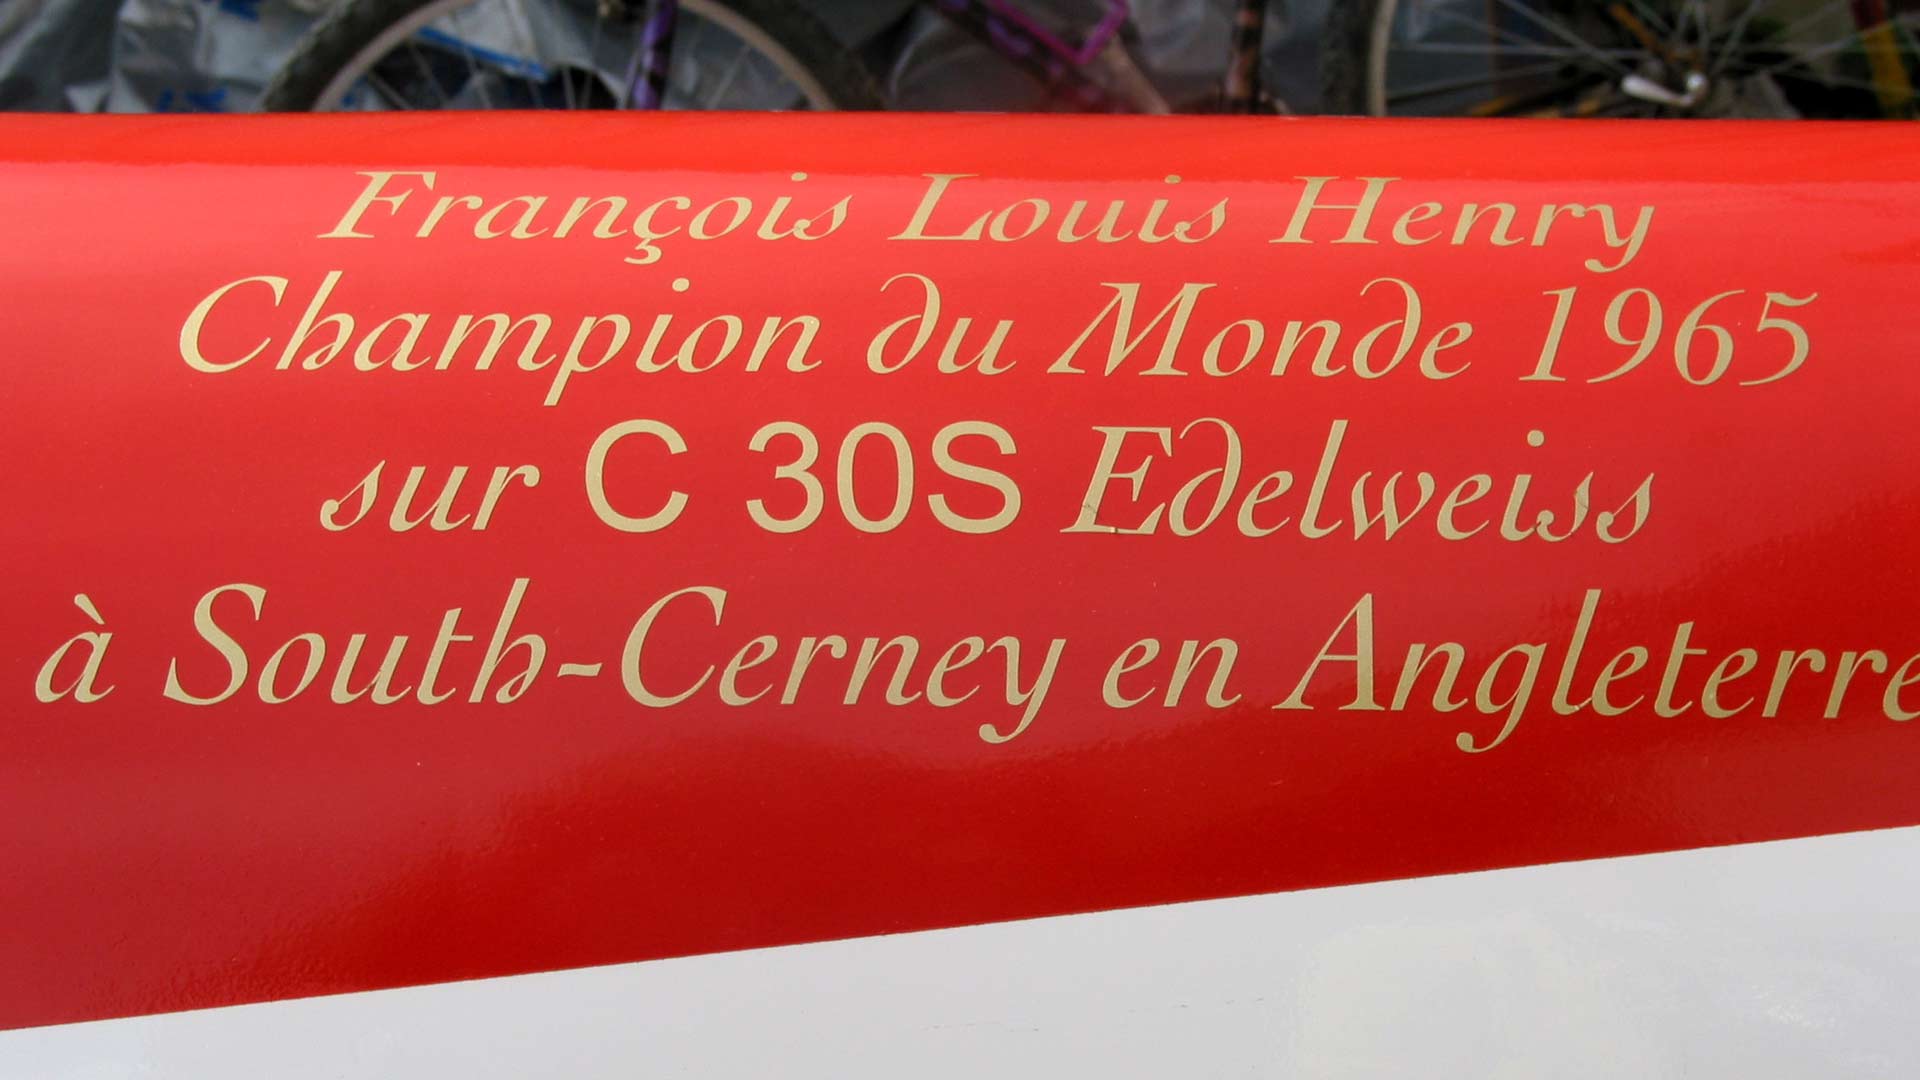 François Louis Henry
Champion du Monde 1965
sur C 30S Edelweiss
à South-Cerney en Angleterre